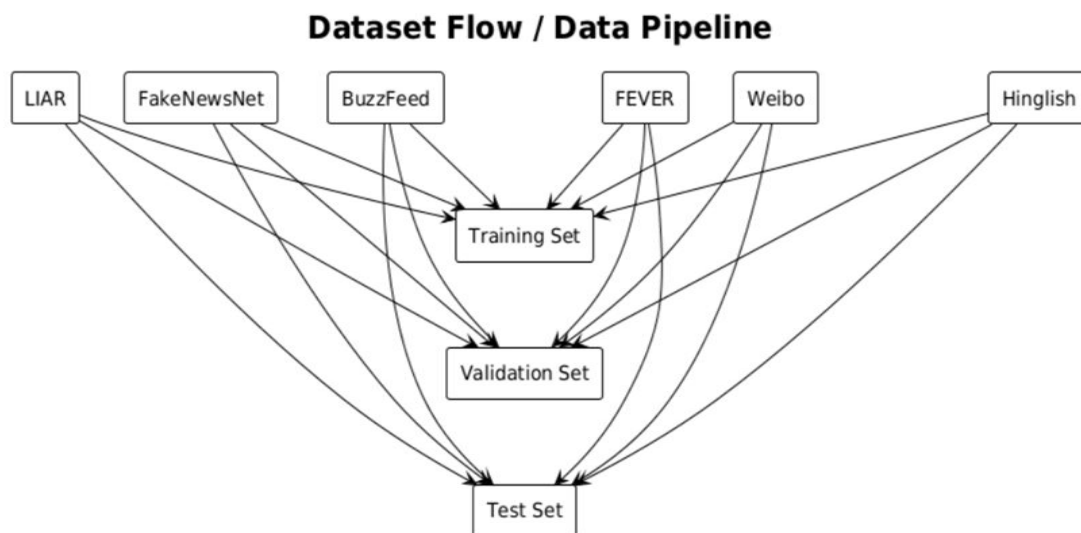 Dataset Flow / Data Pipeline
LIAR
FakeNewsNet
BuzzFeed
FEVER
Weibo
Hinglish
Training Set
Validation Set
Test Set